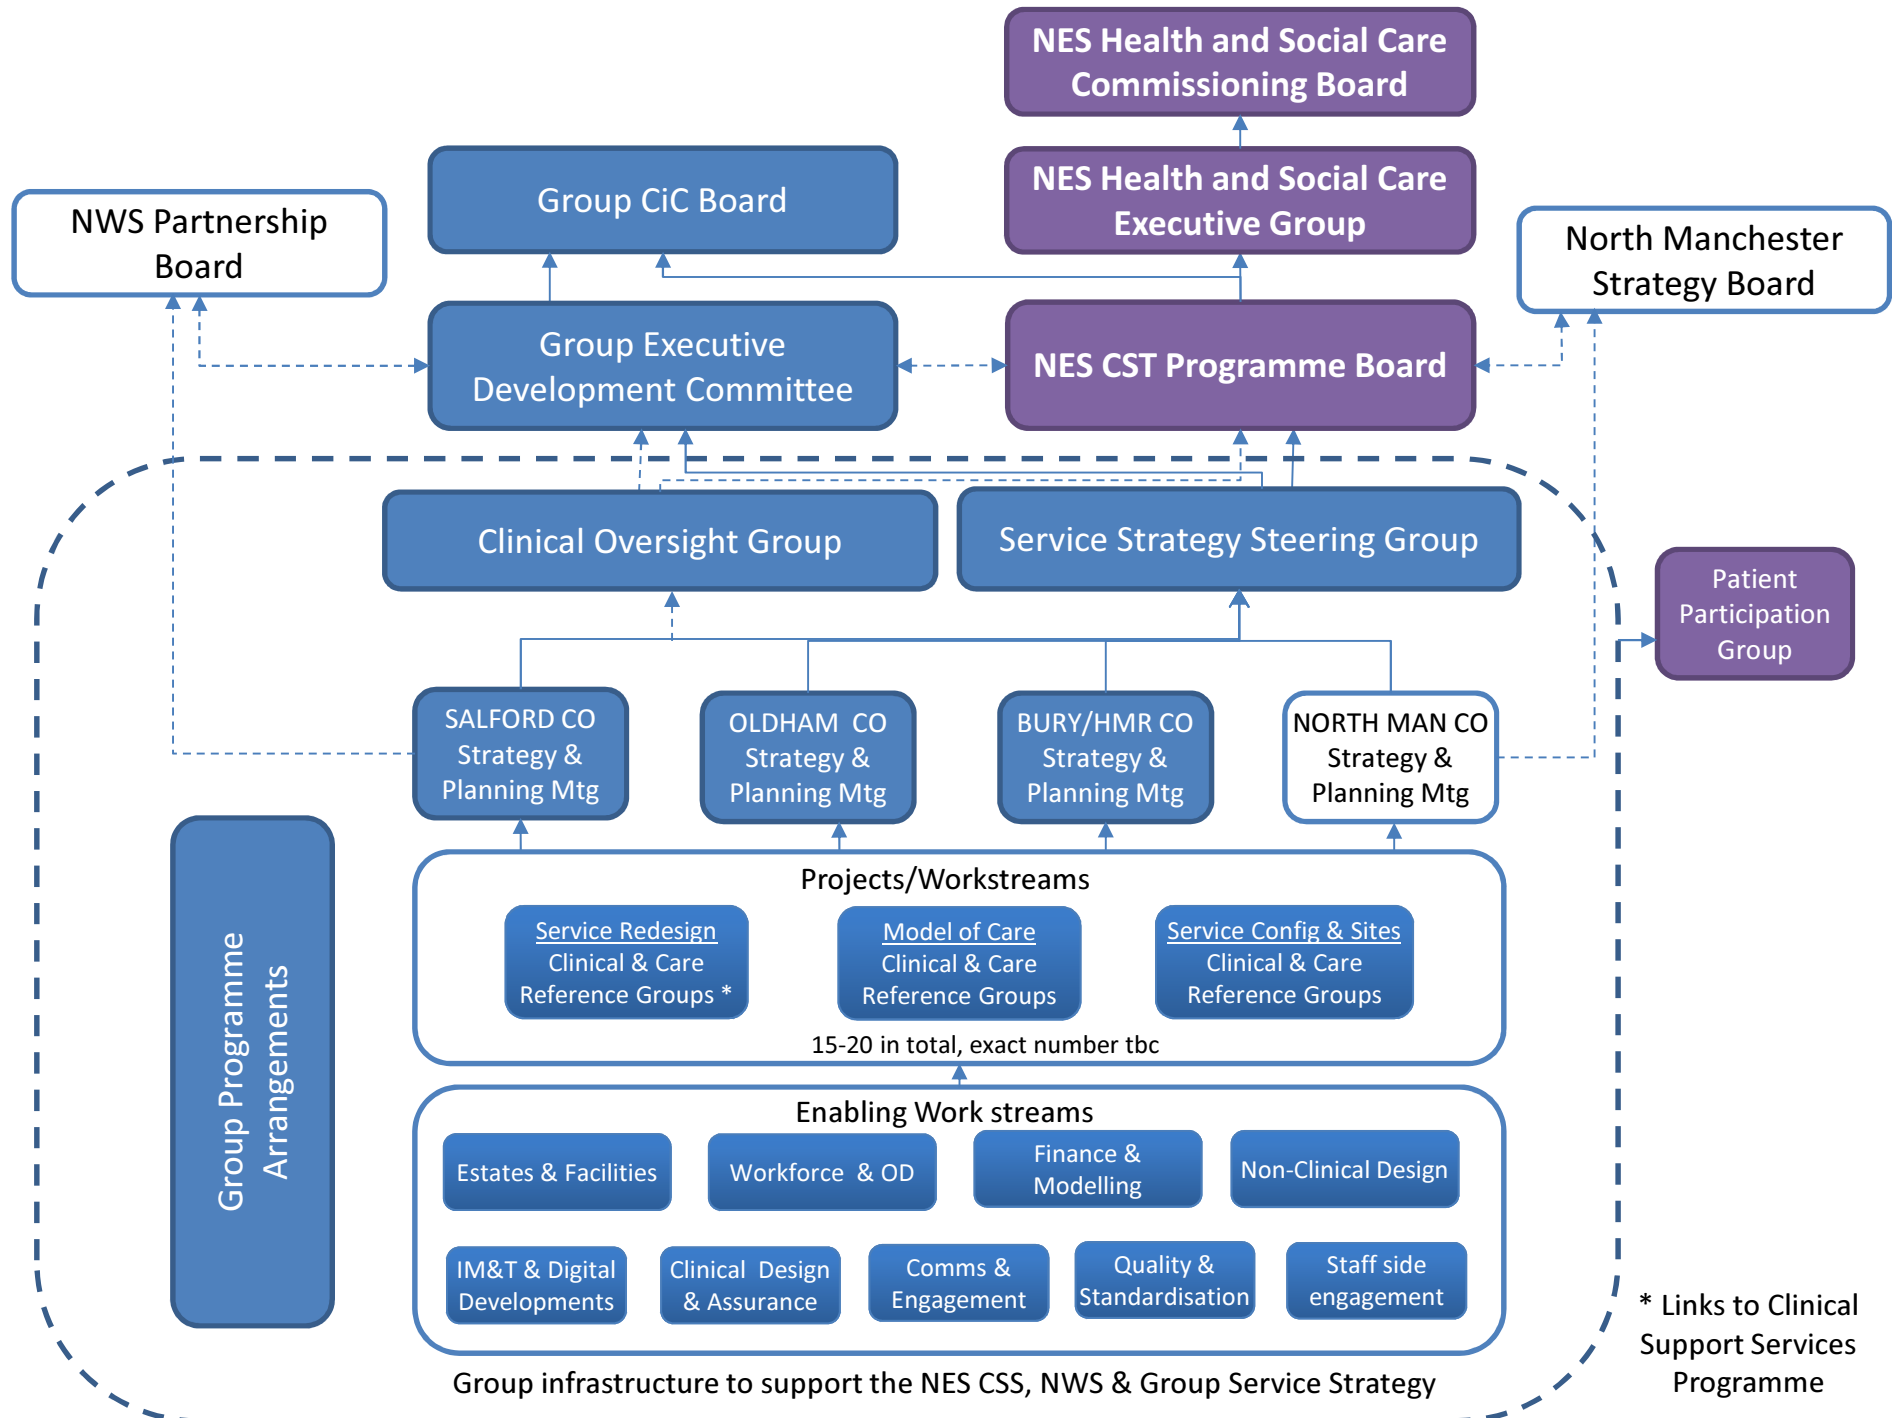 NES Health and Social Care
Commissioning Board
Group CiC Board
NES Health and Social Care
Executive Group
NWS Partnership
Board
North Manchester
Strategy Board
Group Executive
Development Committee
NES CST Programme Board
Clinical Oversight Group
Service Strategy Steering Group
Patient
Participation
Group
SALFORD CO
Strategy &
Planning Mtg
OLDHAM CO
Strategy &
Planning Mtg
BURY/HMR CO
Strategy &
Planning Mtg
NORTH MAN CO
Strategy &
Planning Mtg
Group Programme
Arrangements
Projects/Workstreams
Service Redesign
Clinical & Care
Reference Groups *
Model of Care
Clinical & Care
Reference Groups
Service Config & Sites
Clinical & Care
Reference Groups
15-20 in total, exact number tbc
Enabling Work streams
Estates & Facilities
Workforce & OD
Finance &
Modelling
Non-Clinical Design
IM&T & Digital
Developments
Clinical Design
& Assurance
Comms &
Engagement
Quality &
Standardisation
Staff side
engagement
Group infrastructure to support the NES CSS, NWS & Group Service Strategy
* Links to Clinical
Support Services
Programme